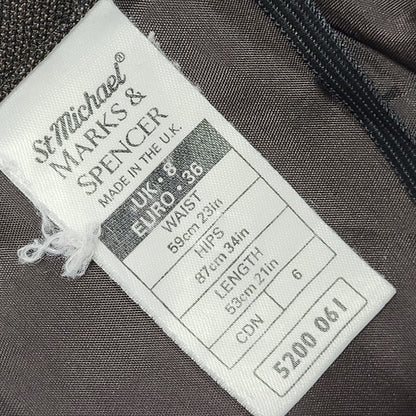 St Michael®
MARKS &
SPENCER
MADE IN THE U.K.
UK • 8
EURO • 36
WAIST
59cm 23in
HIPS
87cm 34in
LENGTH
53cm 21in
CDN 6
5200 061